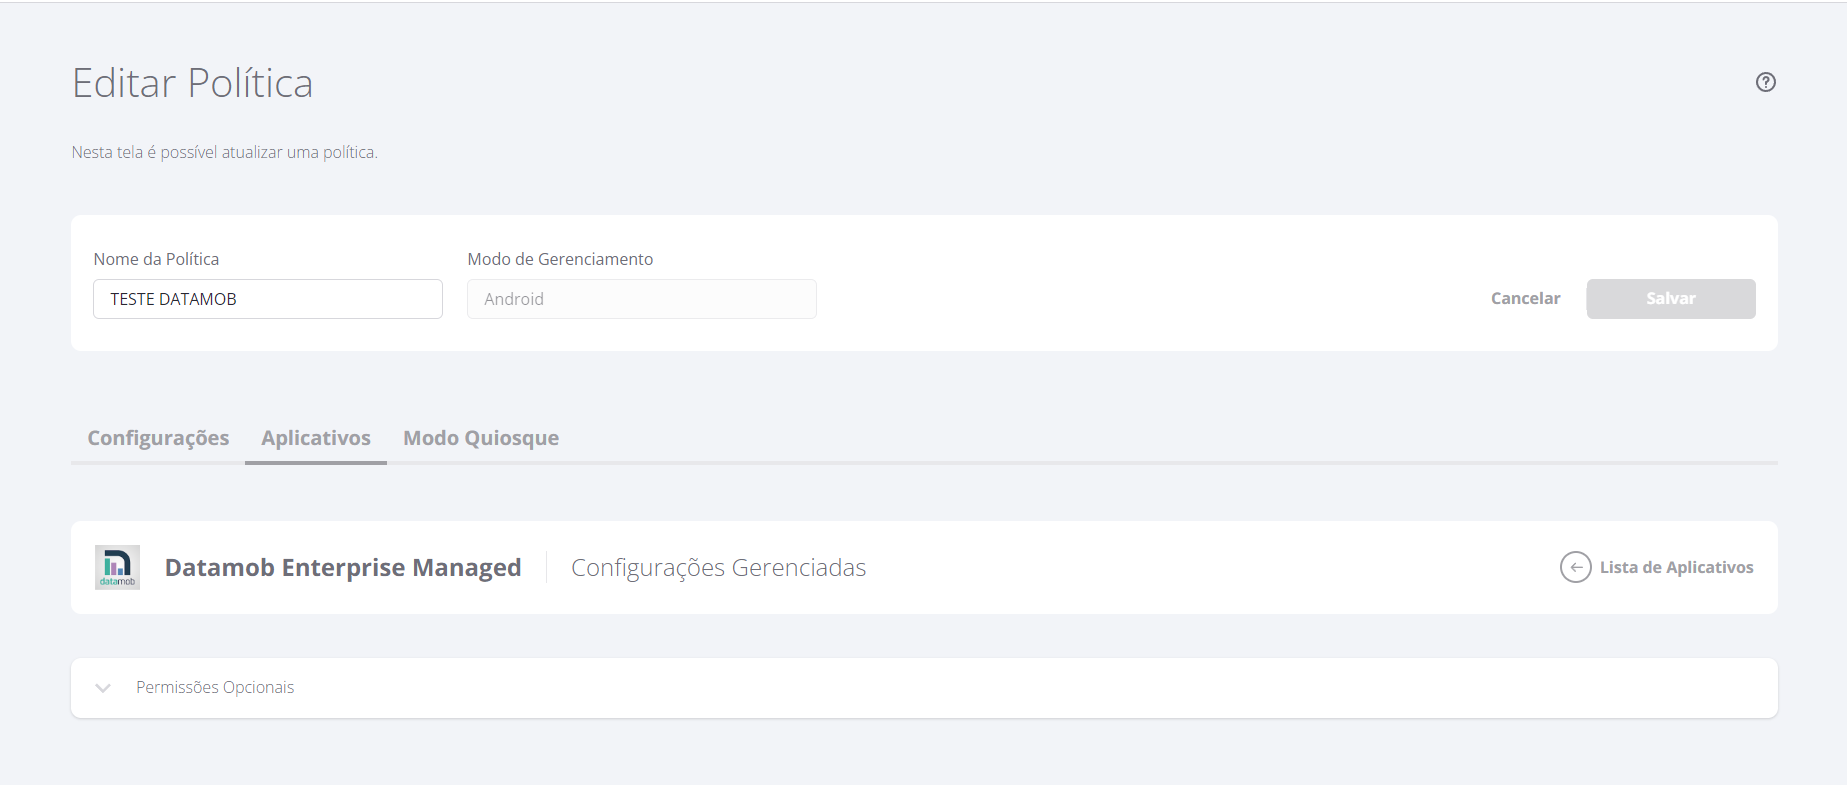 Editar Política
Nesta tela é possível atualizar uma política.
Nome da Política
Modo de Gerenciamento
TESTE DATAMOB
Android
Cancelar
Salvar
Configurações
Aplicativos
Modo Quiosque
datamob
Datamob Enterprise Managed
Configurações Gerenciadas
Lista de Aplicativos
Permissões Opcionais